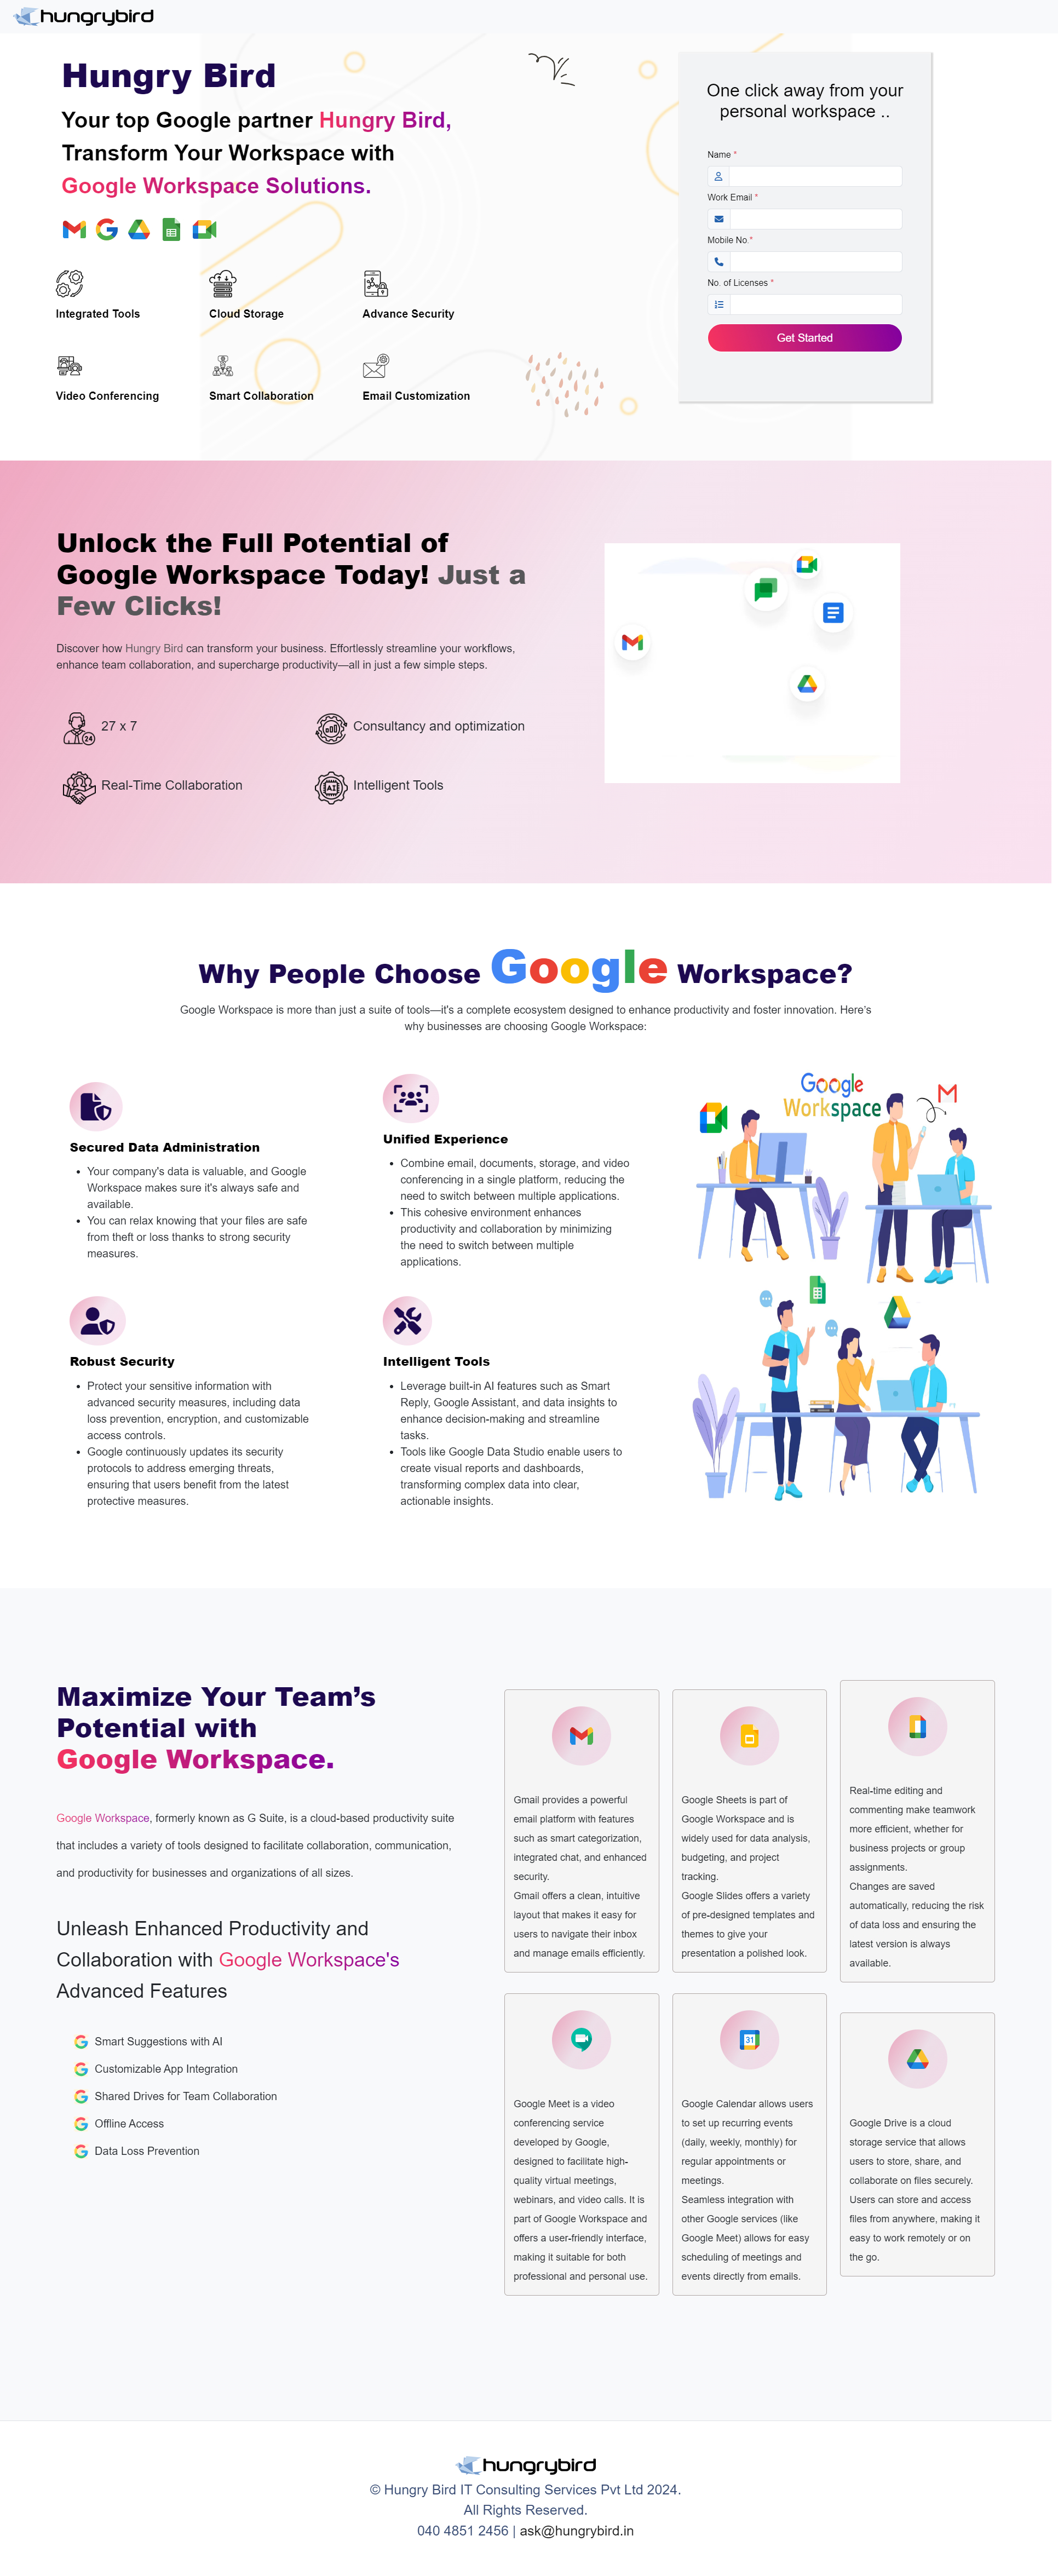 hungrybird
Hungry Bird
Your top Google partner Hungry Bird,
Transform Your Workspace with
Google Workspace Solutions.
Integrated Tools
Cloud Storage
Advance Security
Video Conferencing
Smart Collaboration
Email Customization
One click away from your
personal workspace ..
Name *
Work Email *
Mobile No.*
No. of Licenses *
Get Started
Unlock the Full Potential of
Google Workspace Today! Just a
Few Clicks!
Discover how Hungry Bird can transform your business. Effortlessly streamline your workflows,
enhance team collaboration, and supercharge productivity—all in just a few simple steps.
24
27 x 7
Consultancy and optimization
Real-Time Collaboration
AI
Intelligent Tools
Why People Choose Google Workspace?
Google Workspace is more than just a suite of tools—it's a complete ecosystem designed to enhance productivity and foster innovation. Here's
why businesses are choosing Google Workspace:
Secured Data Administration
• Your company's data is valuable, and Google
Workspace makes sure it's always safe and
available.
• You can relax knowing that your files are safe
from theft or loss thanks to strong security
measures.
Unified Experience
• Combine email, documents, storage, and video
conferencing in a single platform, reducing the
need to switch between multiple applications.
• This cohesive environment enhances
productivity and collaboration by minimizing
the need to switch between multiple
applications.
Google
Workspace
Robust Security
• Protect your sensitive information with
advanced security measures, including data
loss prevention, encryption, and customizable
access controls.
• Google continuously updates its security
protocols to address emerging threats,
ensuring that users benefit from the latest
protective measures.
Intelligent Tools
• Leverage built-in AI features such as Smart
Reply, Google Assistant, and data insights to
enhance decision-making and streamline
tasks.
• Tools like Google Data Studio enable users to
create visual reports and dashboards,
transforming complex data into clear,
actionable insights.
Maximize Your Team’s
Potential with
Google Workspace.
Google Workspace, formerly known as G Suite, is a cloud-based productivity suite
that includes a variety of tools designed to facilitate collaboration, communication,
and productivity for businesses and organizations of all sizes.
Unleash Enhanced Productivity and
Collaboration with Google Workspace's
Advanced Features
Smart Suggestions with AI
Customizable App Integration
Shared Drives for Team Collaboration
Offline Access
Data Loss Prevention
Gmail provides a powerful
email platform with features
such as smart categorization,
integrated chat, and enhanced
security.
Gmail offers a clean, intuitive
layout that makes it easy for
users to navigate their inbox
and manage emails efficiently.
Google Sheets is part of
Google Workspace and is
widely used for data analysis,
budgeting, and project
tracking.
Google Slides offers a variety
of pre-designed templates and
themes to give your
presentation a polished look.
Real-time editing and
commenting make teamwork
more efficient, whether for
business projects or group
assignments.
Changes are saved
automatically, reducing the risk
of data loss and ensuring the
latest version is always
available.
Google Meet is a video
conferencing service
developed by Google,
designed to facilitate high-
quality virtual meetings,
webinars, and video calls. It is
part of Google Workspace and
offers a user-friendly interface,
making it suitable for both
professional and personal use.
31
Google Calendar allows users
to set up recurring events
(daily, weekly, monthly) for
regular appointments or
meetings.
Seamless integration with
other Google services (like
Google Meet) allows for easy
scheduling of meetings and
events directly from emails.
Google Drive is a cloud
storage service that allows
users to store, share, and
collaborate on files securely.
Users can store and access
files from anywhere, making it
easy to work remotely or on
the go.
hungrybird
© Hungry Bird IT Consulting Services Pvt Ltd 2024.
All Rights Reserved.
040 4851 2456 | ask@hungrybird.in